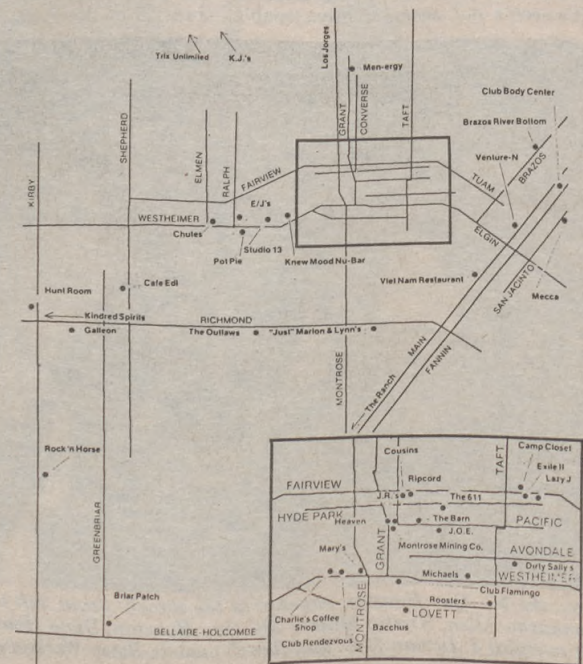 Trix Unlimited
K.J.'s
Los Jorges
Men-ergy
GRANT
CONVERSE
TAFT
Club Body Center
Brazos River Bottom
Venture-N
BRAZOS
TUAM
ELGIN
SAN JACINTO
Mecca
KIRBY
SHEPHERD
ELMEN
RALPH
FAIRVIEW
WESTHEIMER
E/J's
Chutes
Studio 13
Pot Pie
Knew Mood Nu-Bar
Viet Nam Restaurant
Hunt Room
Cafe Edi
Kindred Spirits
RICHMOND
Galleon
The Outlaws
"Just" Marion & Lynn's
MONTROSE
The Ranch
MAIN
FANNIN
Rock 'n Horse
GREENBRIAR
Briar Patch
BELLAIRE-HOLCOMBE
Cousins
TAFT
Camp Closet
Exile II
Lazy J
Ripcord
FAIRVIEW
J.R.'s
The 611
HYDE PARK
The Barn
PACIFIC
Heaven
J.O.E.
GRANT
Montrose Mining Co.
AVONDALE
Mary's
Dirty Sally's
Michaels
WESTHEIMER
Club Flamingo
Roosters
Charlie's Coffee
Shop
LOVETT
MONTROSE
Bacchus
Club Rendezvous